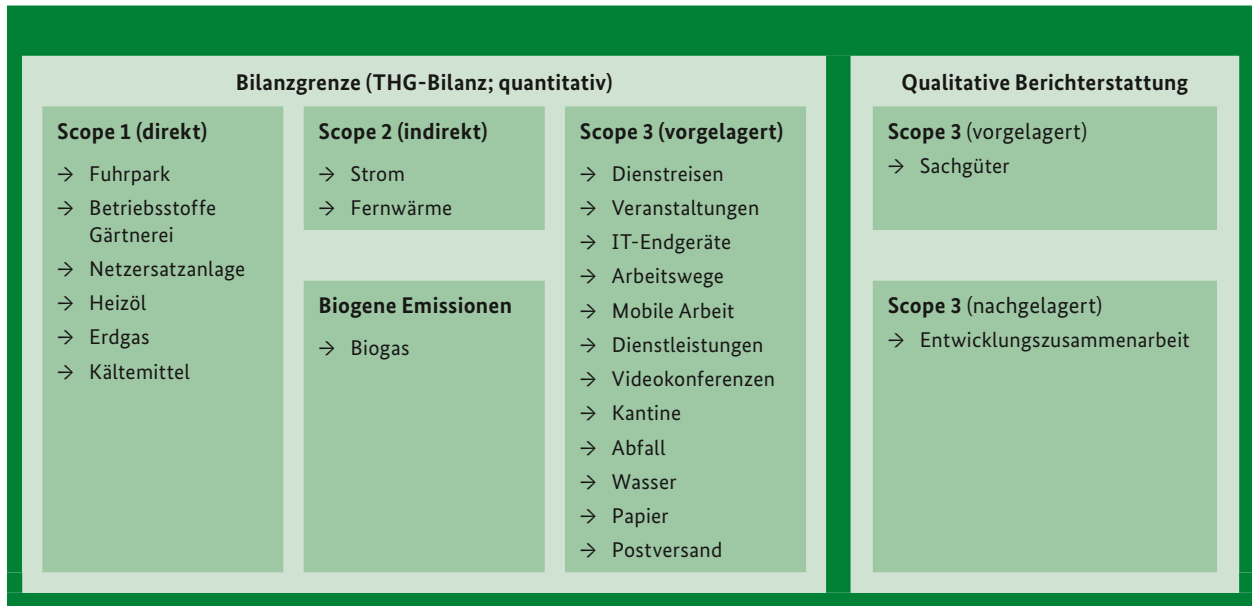 Bilanzgrenze (THG-Bilanz; quantitativ)
Scope 1 (direkt)
→ Fuhrpark
→ Betriebsstoffe
Gärtnerei
→ Netzersatzanlage
→ Heizöl
→ Erdgas
→ Kältemittel
Scope 2 (indirekt)
→ Strom
→ Fernwärme
Biogene Emissionen
→ Biogas
Scope 3 (vorgelagert)
→ Dienstreisen
→ Veranstaltungen
→ IT-Endgeräte
→ Arbeitswege
→ Mobile Arbeit
→ Dienstleistungen
→ Videokonferenzen
→ Kantine
→ Abfall
→ Wasser
→ Papier
→ Postversand
Qualitative Berichterstattung
Scope 3 (vorgelagert)
→ Sachgüter
Scope 3 (nachgelagert)
→ Entwicklungszusammenarbeit